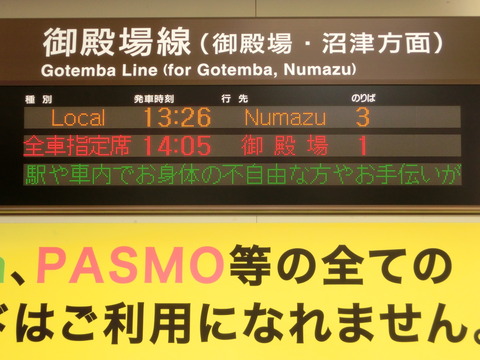 御殿場線（御殿場・沼津方面）
Gotemba Line (for Gotemba, Numazu)
種別 発車時刻 行先 のりば
Local 13:26 Numazu 3
全車指定席 14:05 御殿場 1
駅や車内でお身体の不自由な方やお手伝いが
、PASMO等の全ての
ドはご利用になれません。